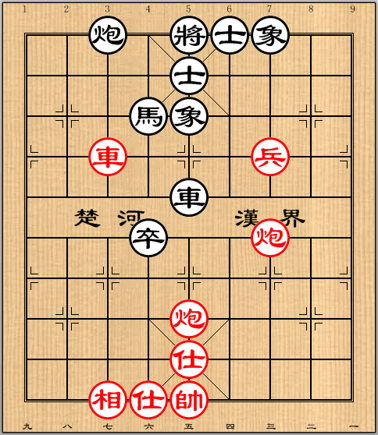 1 2 3 4 5 6 7 8 9
炮 將 士 象
士
馬 象
車 兵
車
楚 河 漢 界
卒 炮
炮
仕
相 仕 帥
九 八 七 六 五 四 三 二 一